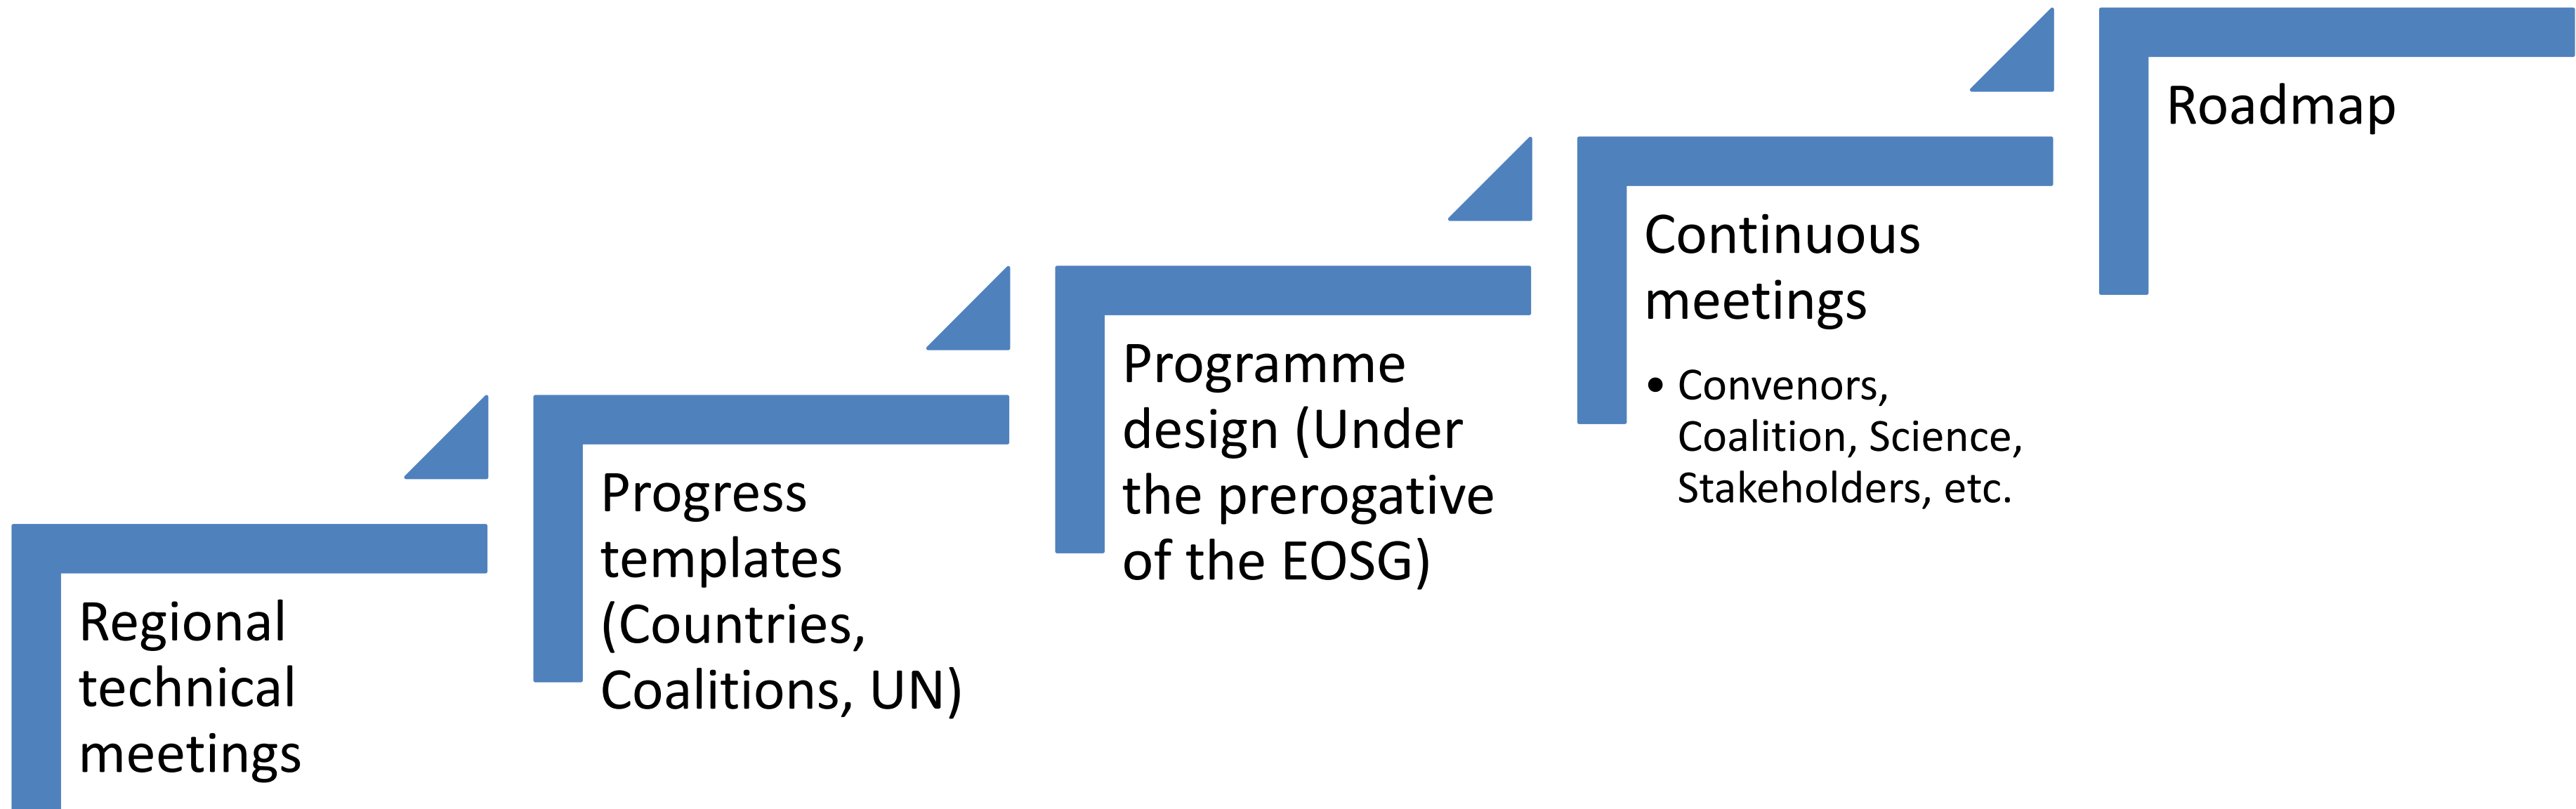 Regional
technical
meetings
Progress
templates
(Countries,
Coalitions, UN)
Programme
design (Under
the prerogative
of the EOSG)
Continuous
meetings
• Convenors,
Coalition, Science,
Stakeholders, etc.
Roadmap